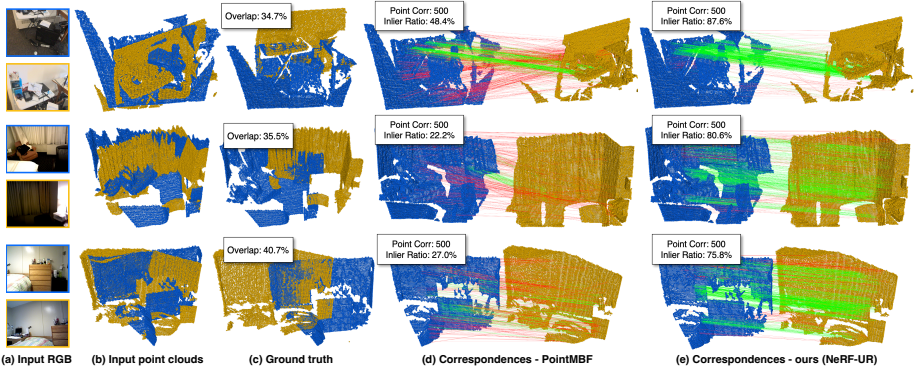 Overlap: 34.7%
Point Corr: 500
Inlier Ratio: 48.4%
Point Corr: 500
Inlier Ratio: 87.6%
Overlap: 35.5%
Point Corr: 500
Inlier Ratio: 22.2%
Point Corr: 500
Inlier Ratio: 80.6%
Overlap: 40.7%
Point Corr: 500
Inlier Ratio: 27.0%
Point Corr: 500
Inlier Ratio: 75.8%
(a) Input RGB
(b) Input point clouds
(c) Ground truth
(d) Correspondences - PointMBF
(e) Correspondences - ours (NeRF-UR)